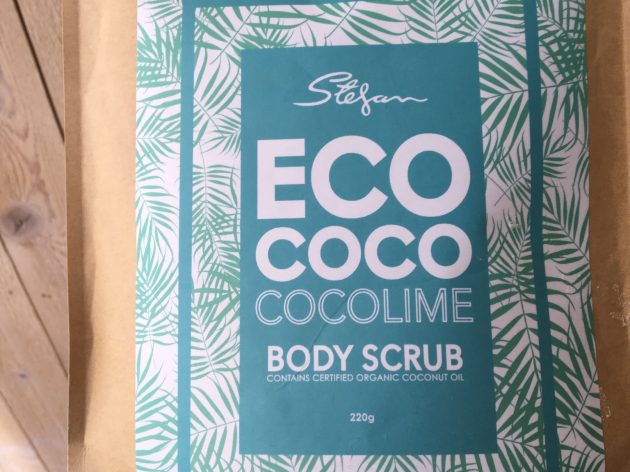 Stefan
ECO
COCO
COCOLIME
BODY SCRUB
CONTAINS CERTIFIED ORGANIC COCONUT OIL
220g